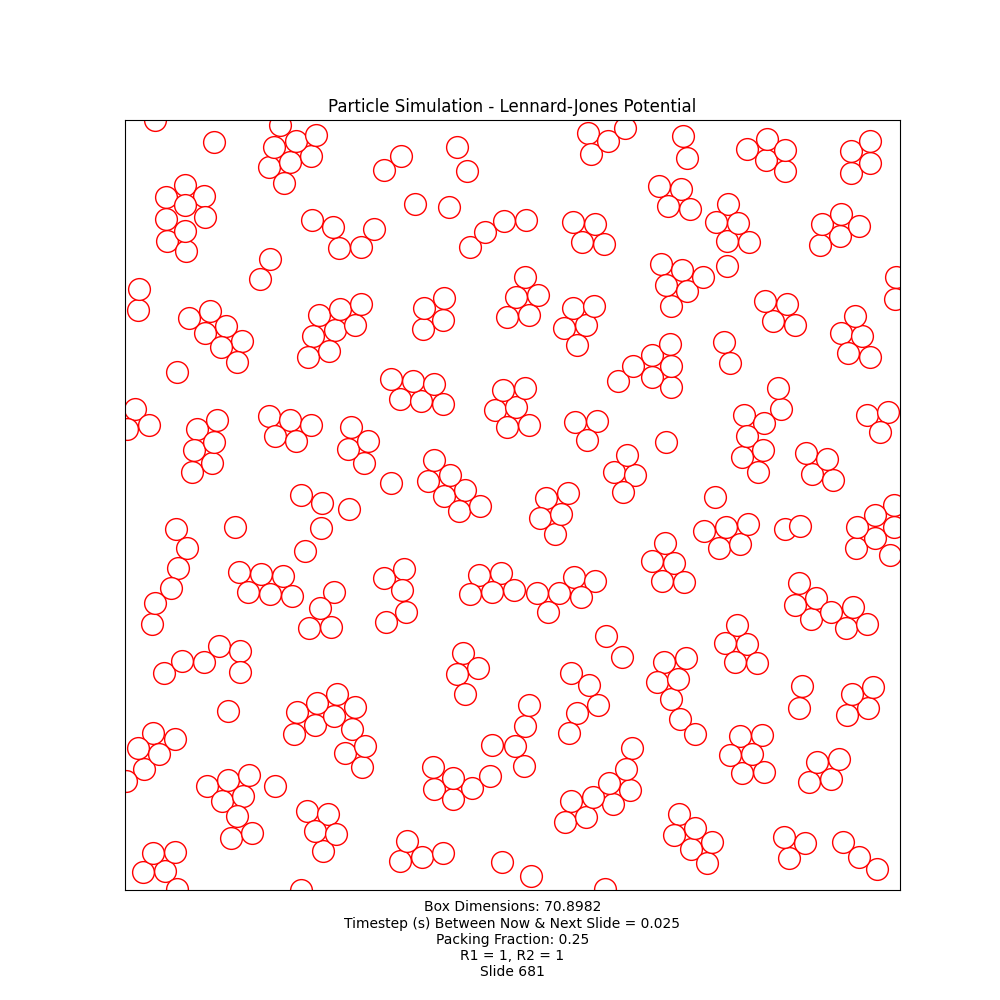 Particle Simulation - Lennard-Jones Potential
Box Dimensions: 70.8982
Timestep (s) Between Now & Next Slide = 0.025
Packing Fraction: 0.25
R1 = 1, R2 = 1
Slide 681